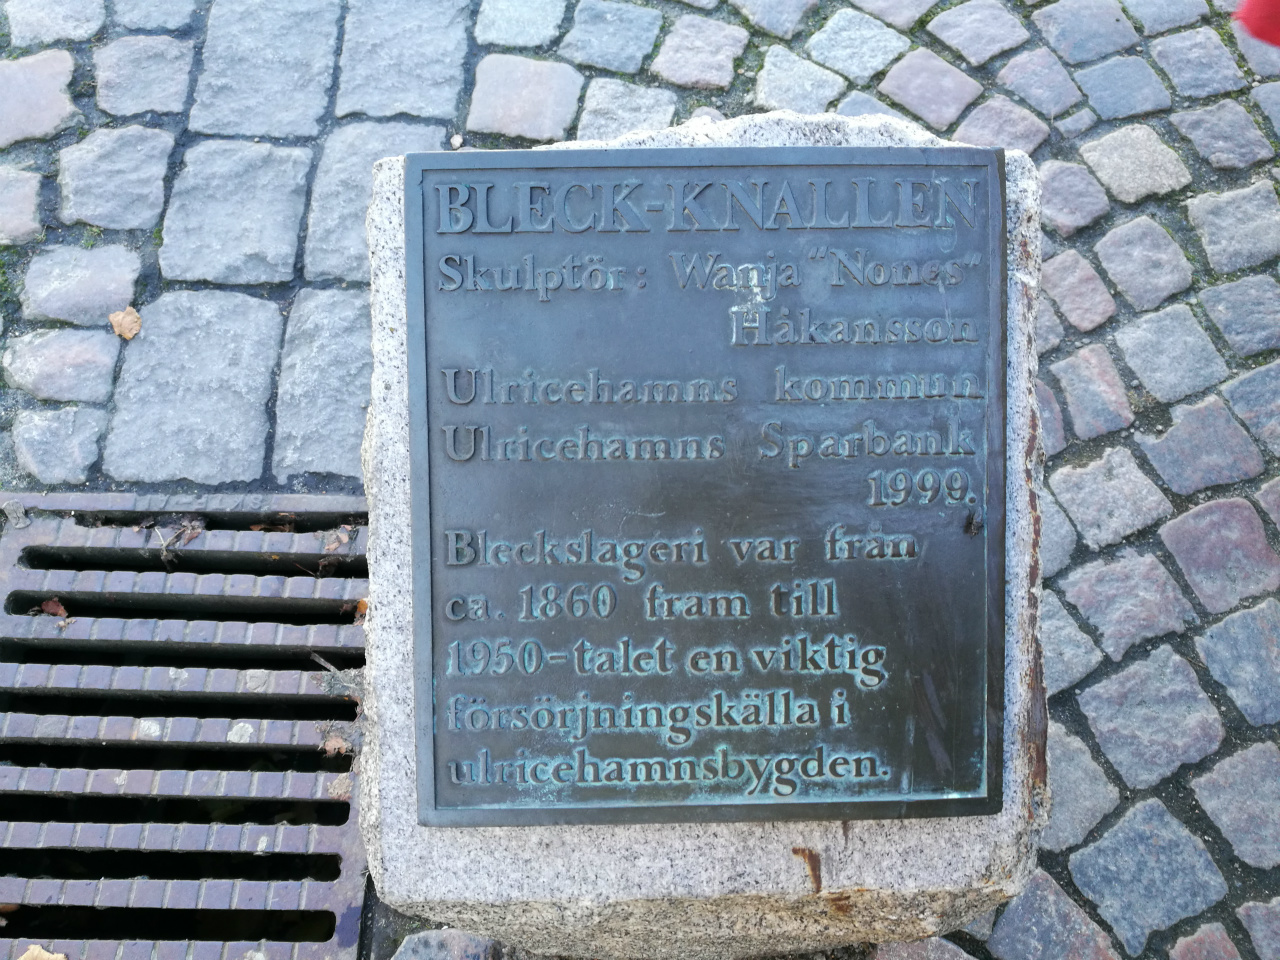 BLECK-KNALLEN
Skulptör: Wanja "Nones"
Håkansson
Ulricehamns kommun
Ulricehamns Sparbank
1999.
Bleckslageri var från
ca. 1860 fram till
1950-talet en viktig
försörjningskälla i
ulricehamnsbygden.